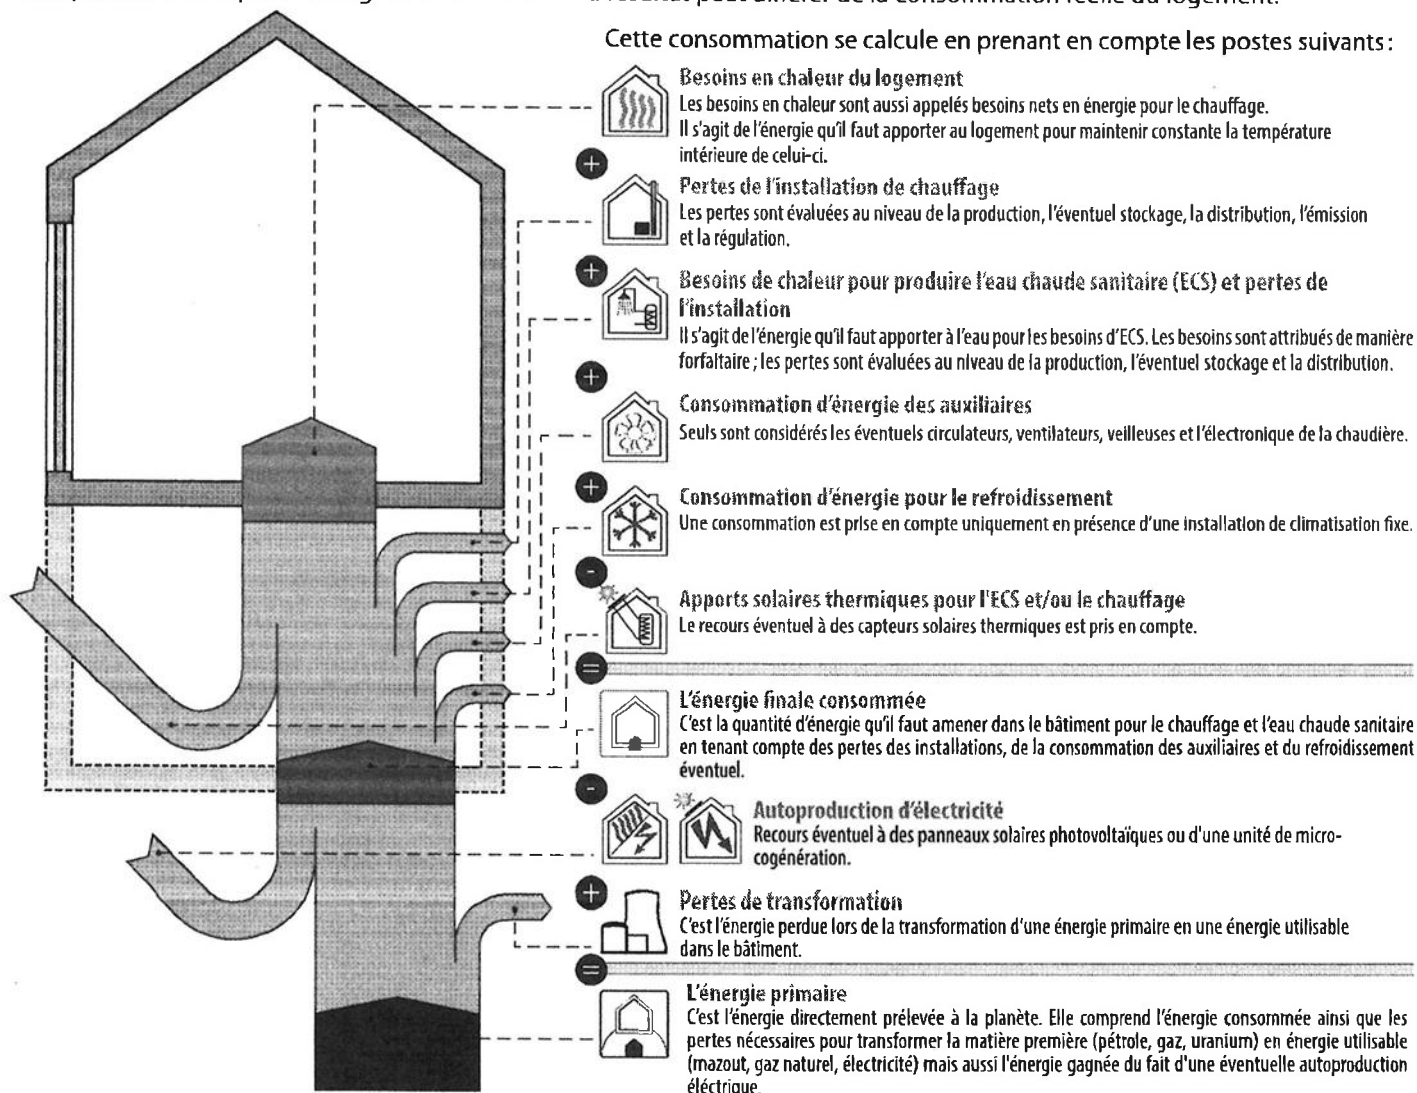 résultat peut différer de la consommation réelle du logement.
Cette consommation se calcule en prenant en compte les postes suivants :
Besoins en chaleur du logement
Les besoins en chaleur sont aussi appelés besoins nets en énergie pour le chauffage.
Il s'agit de l'énergie qu'il faut apporter au logement pour maintenir constante la température
intérieure de celui-ci.
+
Pertes de l'installation de chauffage
Les pertes sont évaluées au niveau de la production, l'éventuel stockage, la distribution, l'émission
et la régulation.
+
Besoins de chaleur pour produire l'eau chaude sanitaire (ECS) et pertes de
l'installation
Il s'agit de l'énergie qu'il faut apporter à l'eau pour les besoins d'ECS. Les besoins sont attribués de manière
forfaitaire ; les pertes sont évaluées au niveau de la production, l'éventuel stockage et la distribution.
+
Consommation d'énergie des auxiliaires
Seuls sont considérés les éventuels circulateurs, ventilateurs, veilleuses et l'électronique de la chaudière.
+
Consommation d'énergie pour le refroidissement
Une consommation est prise en compte uniquement en présence d'une installation de climatisation fixe.
-
Apports solaires thermiques pour l'ECS et/ou le chauffage
Le recours éventuel à des capteurs solaires thermiques est pris en compte.
=
L'énergie finale consommée
C'est la quantité d'énergie qu'il faut amener dans le bâtiment pour le chauffage et l'eau chaude sanitaire
en tenant compte des pertes des installations, de la consommation des auxiliaires et du refroidissement
éventuel.
-
Autoproduction d'électricité
Recours éventuel à des panneaux solaires photovoltaïques ou d'une unité de micro-
cogénération.
+
Pertes de transformation
C'est l'énergie perdue lors de la transformation d'une énergie primaire en une énergie utilisable
dans le bâtiment.
=
L'énergie primaire
C'est l'énergie directement prélevée à la planète. Elle comprend l'énergie consommée ainsi que les
pertes nécessaires pour transformer la matière première (pétrole, gaz, uranium) en énergie utilisable
(mazout, gaz naturel, électricité) mais aussi l'énergie gagnée du fait d'une éventuelle autoproduction
éléctrique.